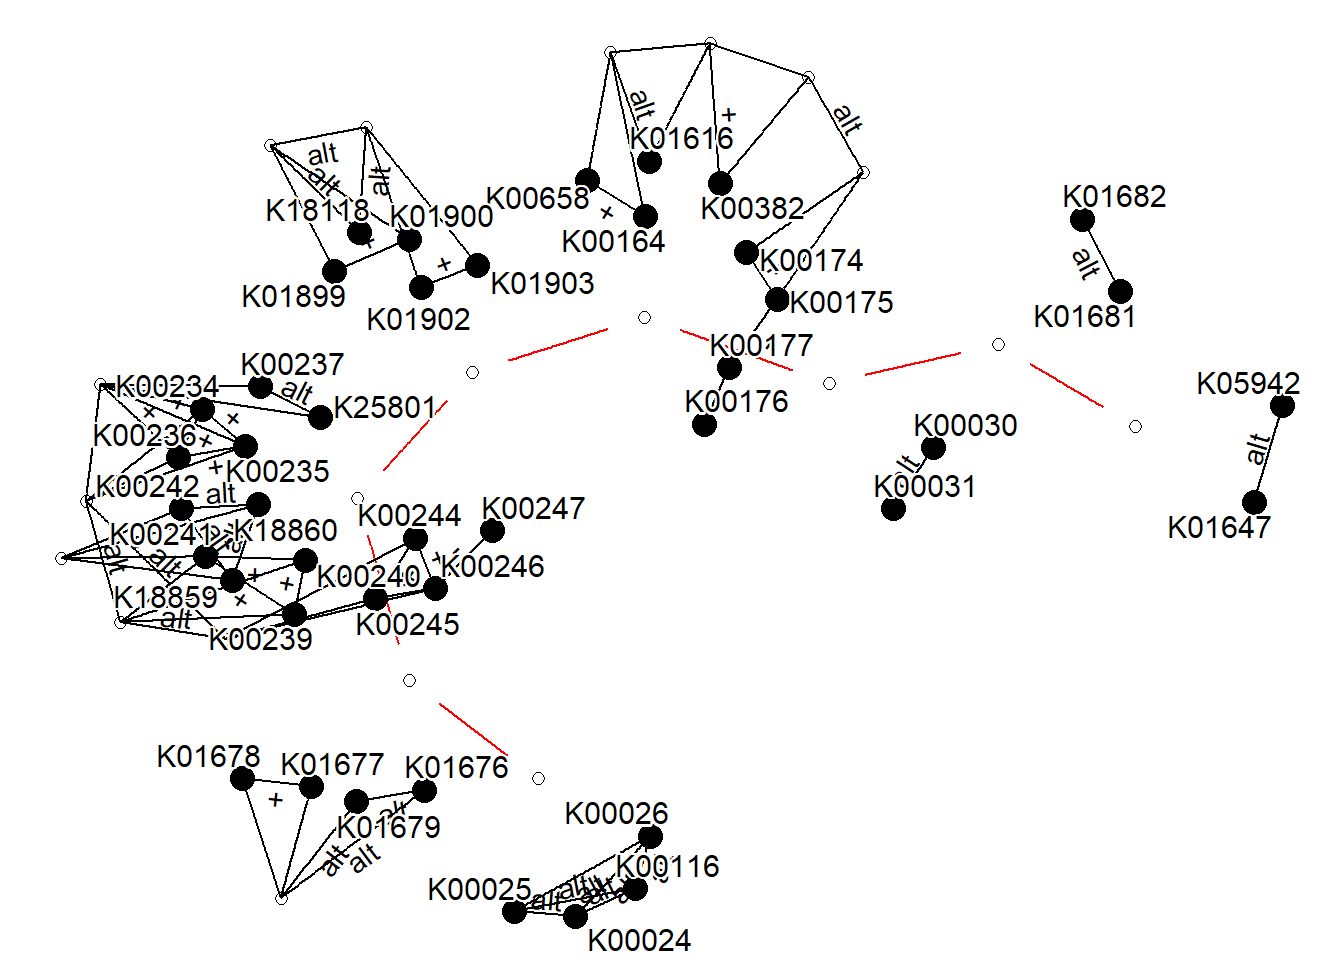 alt
+
alt
K01616
alt
alt
alt
K00658
+
K00382
K01682
K18118
K01900
+
K00164
+
K00174
alt
K01899
K01903
K00175
K01902
K01681
K00177
K00237
K00234
alt
K05942
K25801
K00176
+
+
K00236
+
K00030
alt
+
K00235
K00242
alt
K00031
K00244
K00247
K01647
K00241
K18860
alt
alt
K00246
+
+
K00240
K18859
+
alt
K00245
K00239
K01678
K01677
K01676
+
alt
K01679
alt
alt
K00026
K00116
K00025
alt
alt
K00024